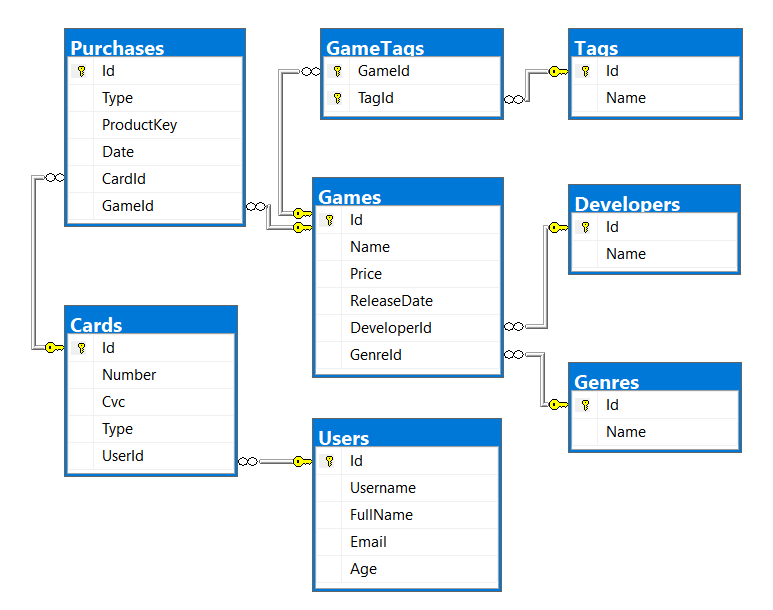 Purchases
Id
Type
ProductKey
Date
CardId
GameId
GameTags
GameId
TagId
Tags
Id
Name
Games
Id
Name
Price
ReleaseDate
DeveloperId
GenreId
Developers
Id
Name
Cards
Id
Number
Cvc
Type
UserId
Genres
Id
Name
Users
Id
Username
FullName
Email
Age